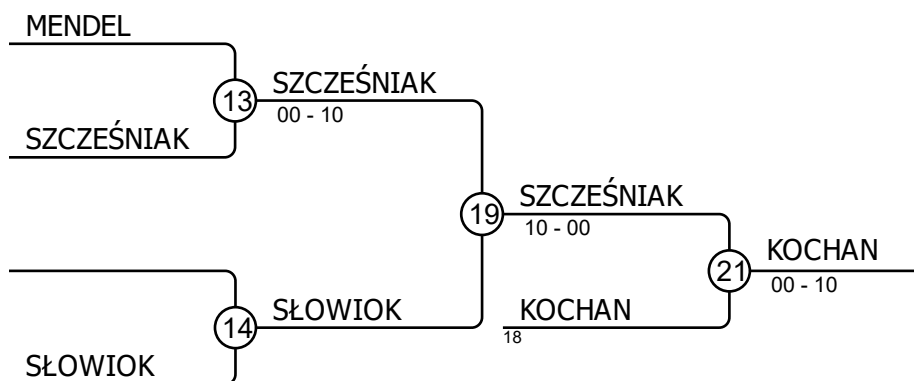 MENDEL
13
SZCZEŚNIAK
00 - 10
SZCZEŚNIAK
19
SZCZEŚNIAK
10 - 00
21
KOCHAN
00 - 10
14
SŁOWIOK
KOCHAN
18
SŁOWIOK